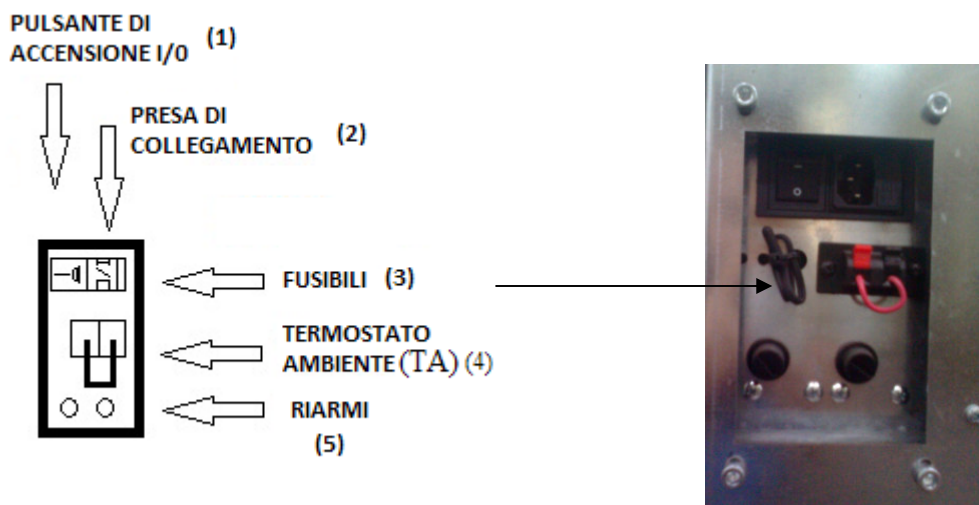 PULSANTE DI
ACCENSIONE I/0 (1)
PRESA DI
COLLEGAMENTO (2)
FUSIBILI (3)
TERMOSTATO
AMBIENTE (TA) (4)
RIARMI
(5)